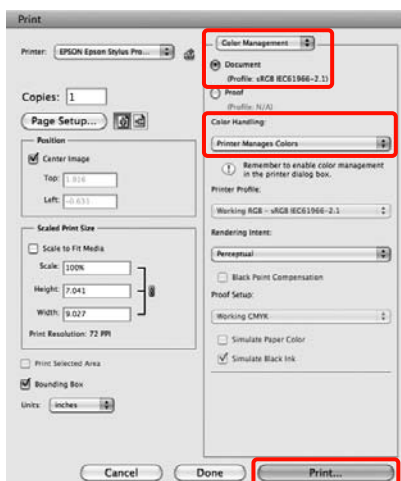 Print
Printer: EPSON Epson Stylus Pro...
Copies: 1
Page Setup...
Position
Center Image
Top: 1.916
Left: -0.633
Scaled Print Size
Scale to Fit Media
Scale: 100%
Height: 7.041
Width: 9.027
Print Resolution: 72 PPI
Print Selected Area
Bounding Box
Units: inches
Color Management
Document
(Profile: sRGB IEC61966-2.1)
Proof
(Profile: N/A)
Color Handling:
Printer Manages Colors
Remember to enable color management
in the printer dialog box.
Printer Profile:
Working RGB - sRGB IEC61966-2.1
Rendering Intent:
Perceptual
Black Point Compensation
Proof Setup:
Working CMYK
Simulate Paper Color
Simulate Black Ink
Cancel
Done
Print...